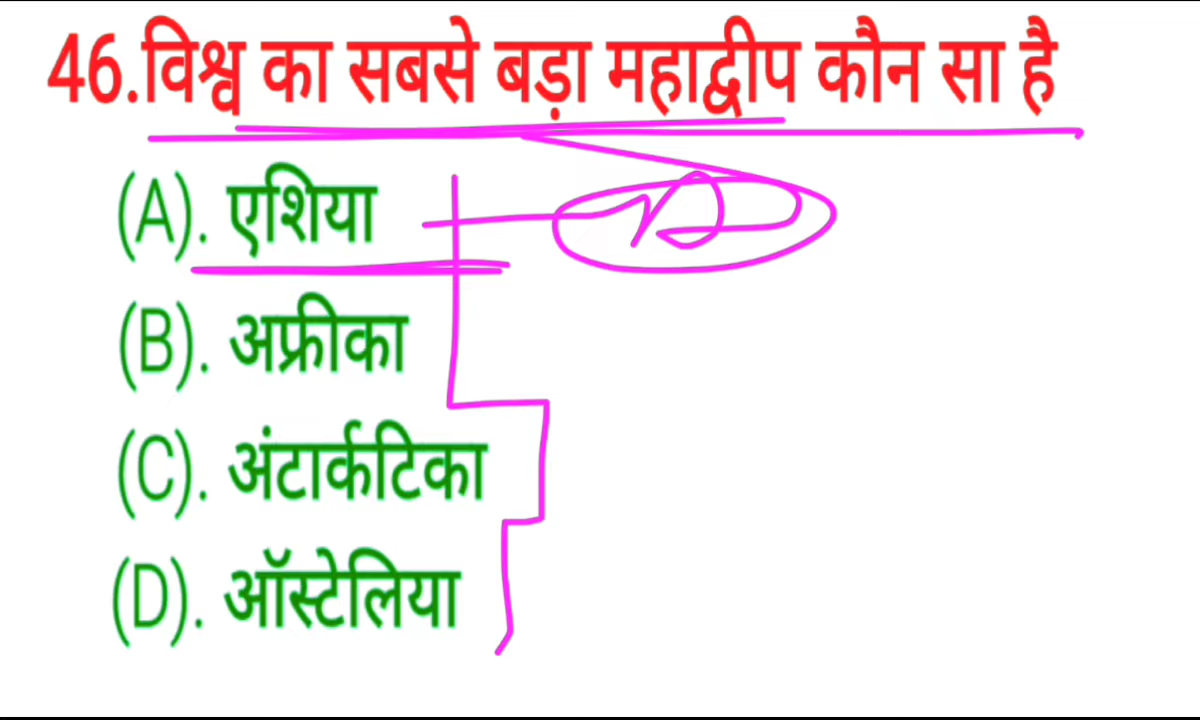 46.विश्व का सबसे बड़ा महाद्वीप कौन सा है
(A). एशिया
(B). अफ्रीका
(C). अंटार्कटिका
(D). ऑस्टेलिया